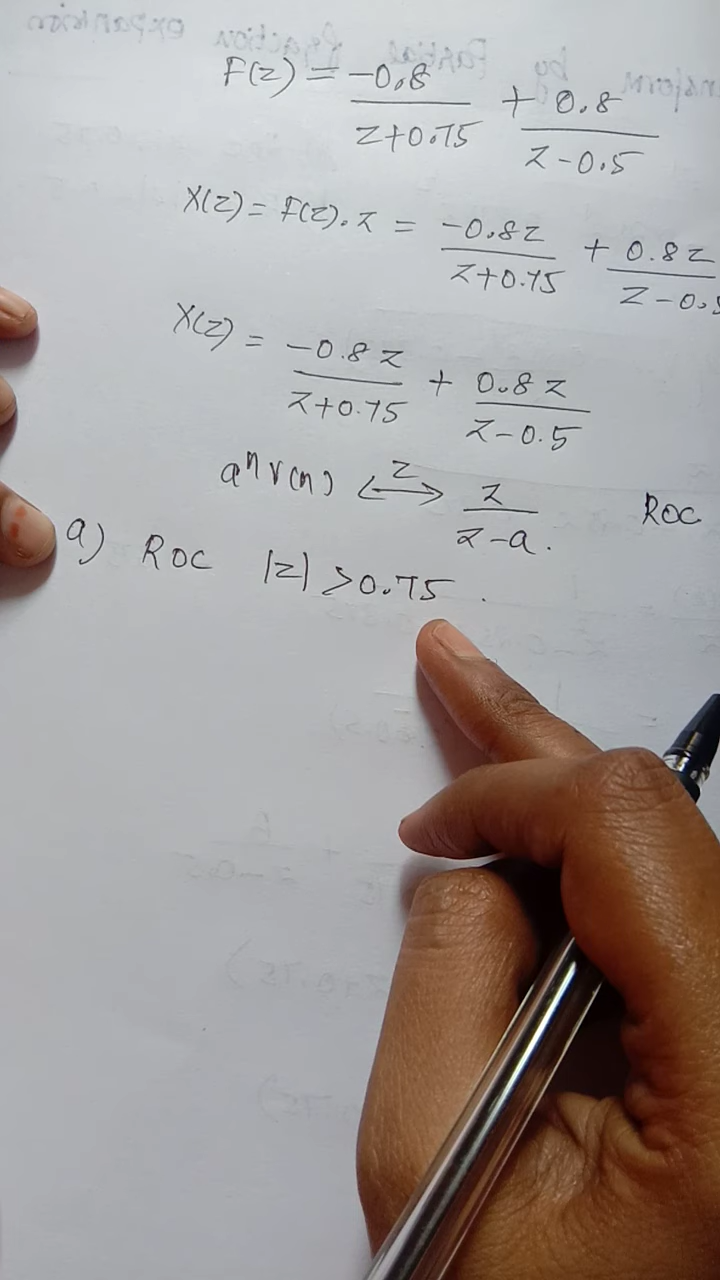 F(z) = -0.8 / z+0.75 + 0.8 / z-0.5
X(z) = F(z).z = -0.8z / z+0.75 + 0.8z / z-0.5
X(z) = -0.8z / z+0.75 + 0.8z / z-0.5
aⁿ v(n) ⟷ᶻ z / z-a. ROC
a) ROC |z| > 0.75.